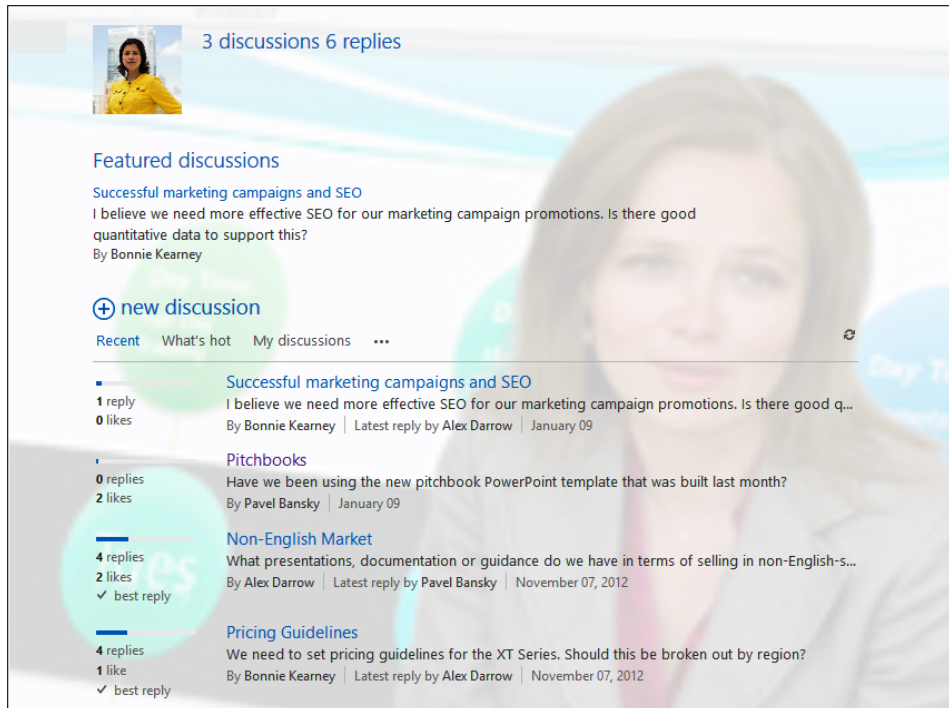 3 discussions 6 replies
Featured discussions
Successful marketing campaigns and SEO
I believe we need more effective SEO for our marketing campaign promotions. Is there good
quantitative data to support this?
By Bonnie Kearney
new discussion
Recent What's hot My discussions •••
Successful marketing campaigns and SEO
1 reply
I believe we need more effective SEO for our marketing campaign promotions. Is there good q...
0 likes
By Bonnie Kearney | Latest reply by Alex Darrow | January 09
Pitchbooks
0 replies
Have we been using the new pitchbook PowerPoint template that was built last month?
2 likes
By Pavel Bansky | January 09
Non-English Market
4 replies
What presentations, documentation or guidance do we have in terms of selling in non-English-s...
2 likes
By Alex Darrow | Latest reply by Pavel Bansky | November 07, 2012
✓ best reply
Pricing Guidelines
4 replies
We need to set pricing guidelines for the XT Series. Should this be broken out by region?
1 like
By Bonnie Kearney | Latest reply by Alex Darrow | November 07, 2012
✓ best reply
Day Time
Day Time